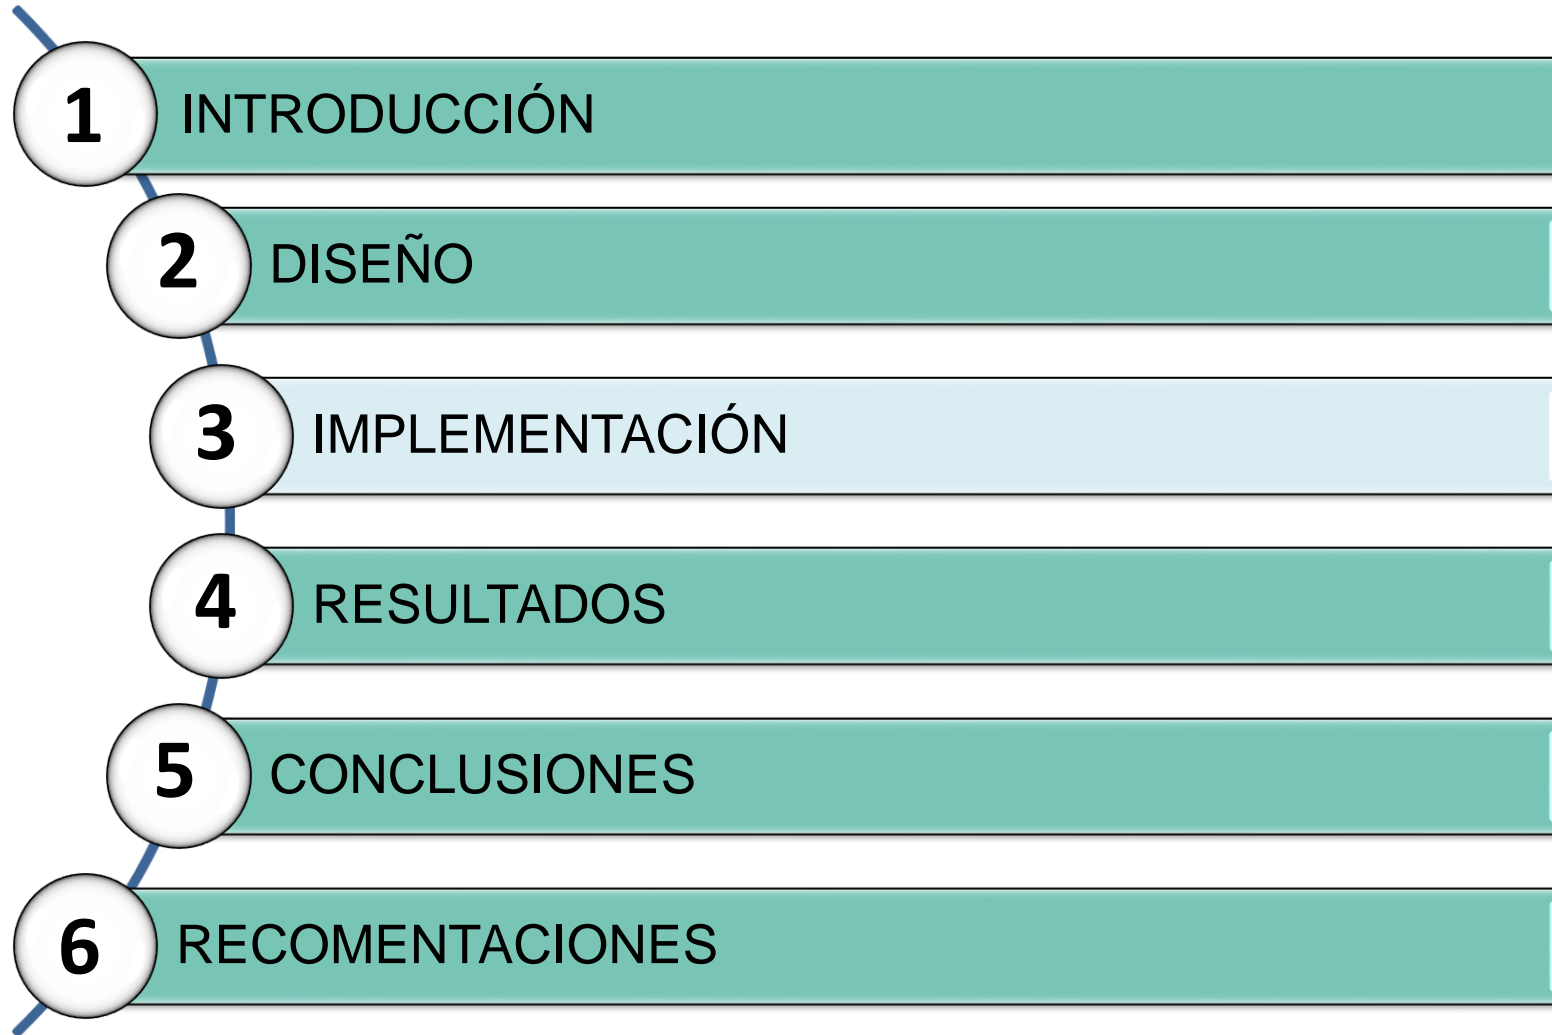 1 INTRODUCCIÓN
2 DISEÑO
3 IMPLEMENTACIÓN
4 RESULTADOS
5 CONCLUSIONES
6 RECOMENTACIONES